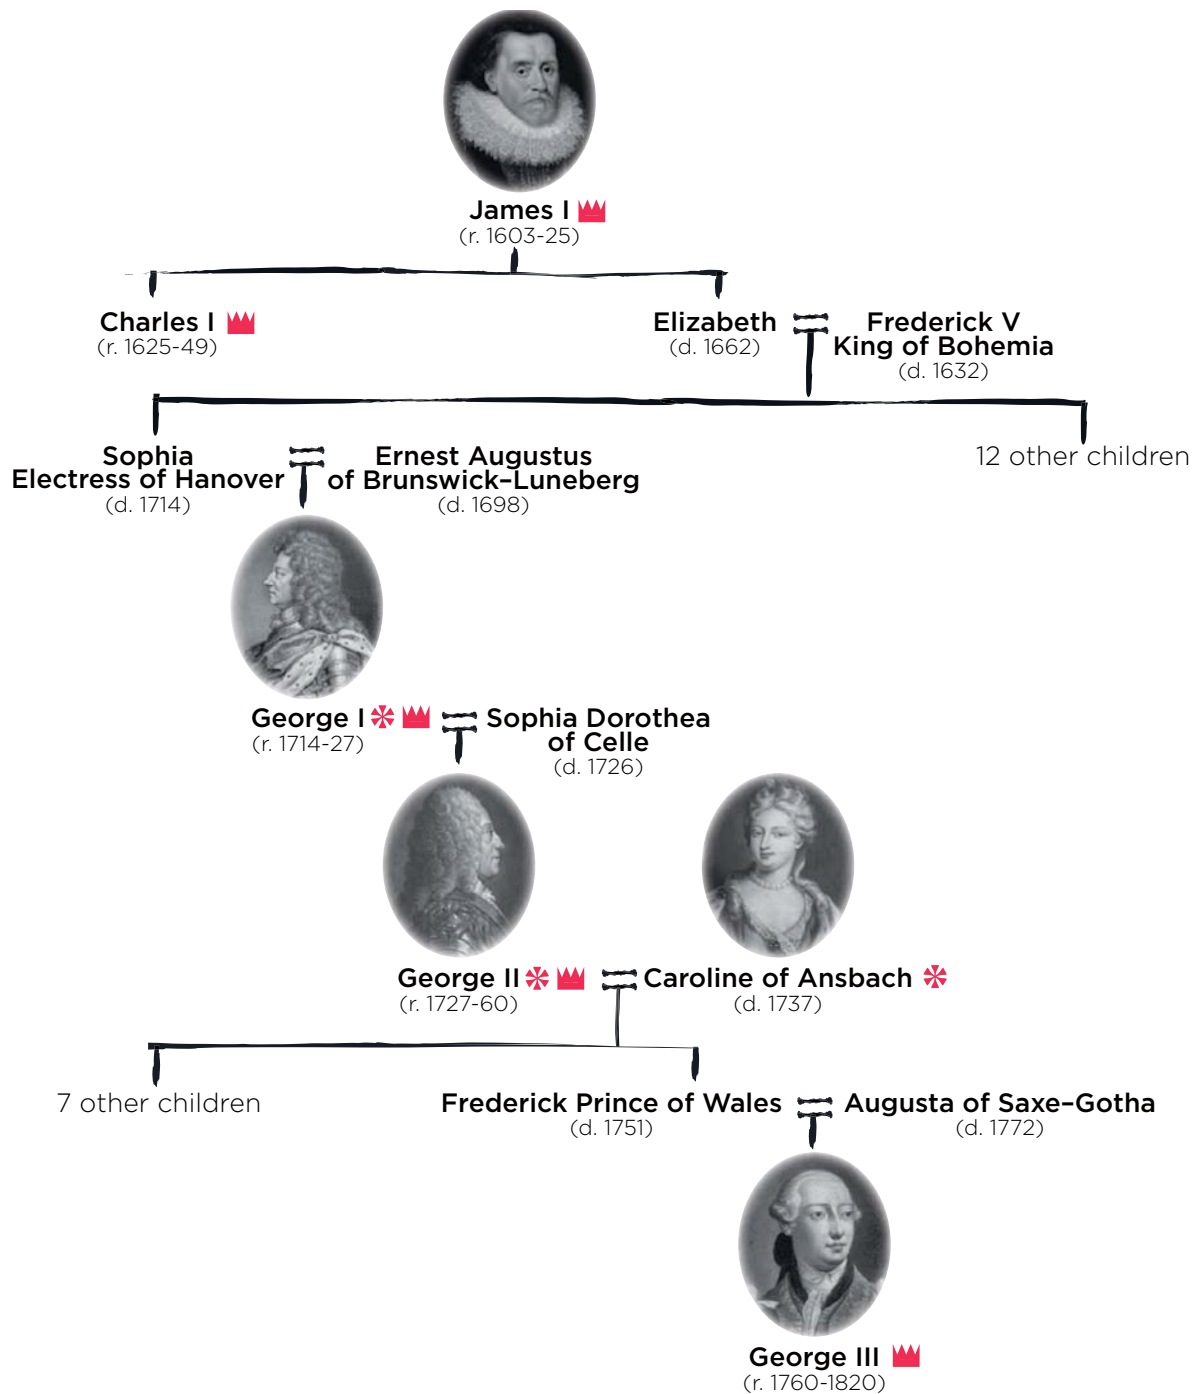 James I
(r. 1603-25)
Charles I
(r. 1625-49)
Elizabeth
(d. 1662)
Frederick V
King of Bohemia
(d. 1632)
Sophia
Electress of Hanover
(d. 1714)
Ernest Augustus
of Brunswick–Luneberg
(d. 1698)
12 other children
George I
(r. 1714-27)
Sophia Dorothea
of Celle
(d. 1726)
George II
(r. 1727-60)
Caroline of Ansbach
(d. 1737)
7 other children
Frederick Prince of Wales
(d. 1751)
Augusta of Saxe–Gotha
(d. 1772)
George III
(r. 1760-1820)